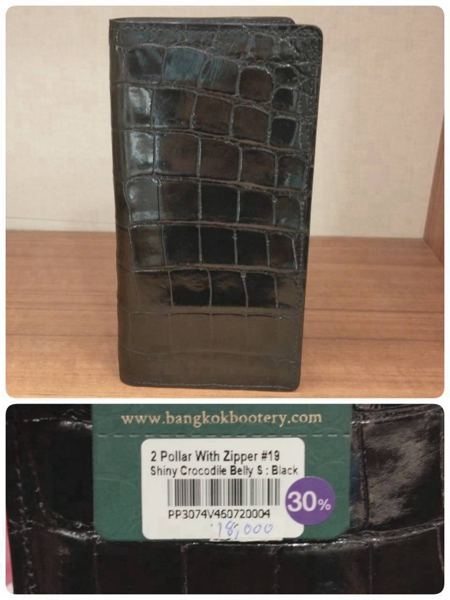 www.bangkokbootery.com
2 Pollar With Zipper #19
Shiny Crocodile Belly S : Black
PP3074V460720004
18,000
30%